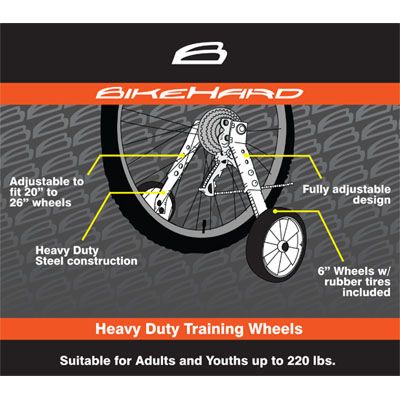 B
BIKEHARD
Adjustable to
fit 20" to
26" wheels
Fully adjustable
design
Heavy Duty
Steel construction
6" Wheels w/
rubber tires
included
Heavy Duty Training Wheels
Suitable for Adults and Youths up to 220 lbs.